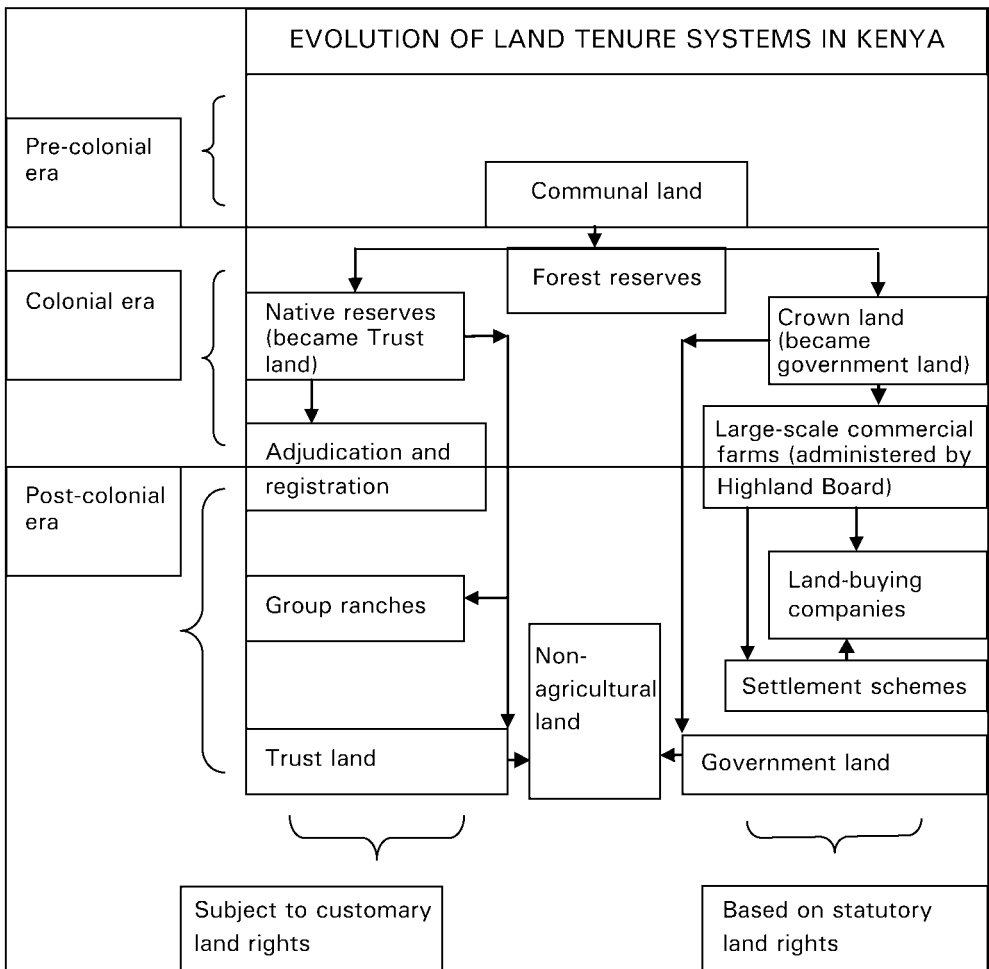 EVOLUTION OF LAND TENURE SYSTEMS IN KENYA
Pre-colonial
era
Communal land
Colonial era
Forest reserves
Native reserves
(became Trust
land)
Crown land
(became
government land)
Adjudication and
registration
Large-scale commercial
farms (administered by
Highland Board)
Post-colonial
era
Land-buying
companies
Group ranches
Non-
agricultural
land
Settlement schemes
Trust land
Government land
Subject to customary
land rights
Based on statutory
land rights